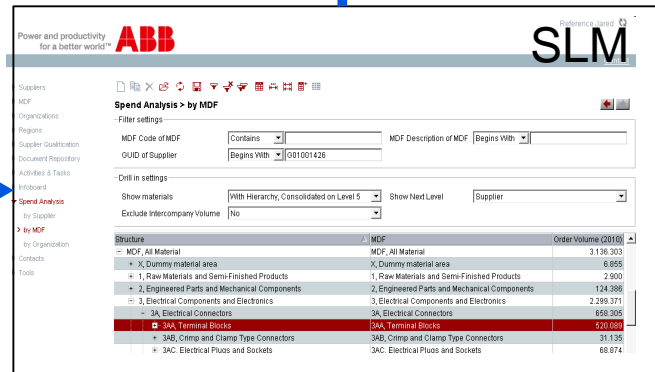 Reference Jared
Power and productivity
for a better world™ ABB
SLM
Suppliers
MDF
Organizations
Regions
Supplier Qualification
Document Repository
Activities & Tasks
Infoboard
Spend Analysis
by Supplier
by MDF
by Organization
Contacts
Tools
Spend Analysis > by MDF
Filter settings
MDF Code of MDF Contains MDF Description of MDF Begins With
GUID of Supplier Begins With G01001426
Drill in settings
Show materials With Hierarchy, Consolidated on Level 5 Show Next Level Supplier
Exclude Intercompany Volume No
Structure MDF Order Volume (2010)
MDF, All Material MDF, All Material 3.136.303
X, Dummy material area X, Dummy material area 6.855
1, Raw Materials and Semi-Finished Products 1, Raw Materials and Semi-Finished Products 2.900
2, Engineered Parts and Mechanical Components 2, Engineered Parts and Mechanical Components 124.386
3, Electrical Components and Electronics 3, Electrical Components and Electronics 2.299.371
3A, Electrical Connectors 3A, Electrical Connectors 658.305
3AA, Terminal Blocks 3AA, Terminal Blocks 520.089
3AB, Crimp and Clamp Type Connectors 3AB, Crimp and Clamp Type Connectors 31.135
3AC, Electrical Plugs and Sockets 3AC, Electrical Plugs and Sockets 68.874